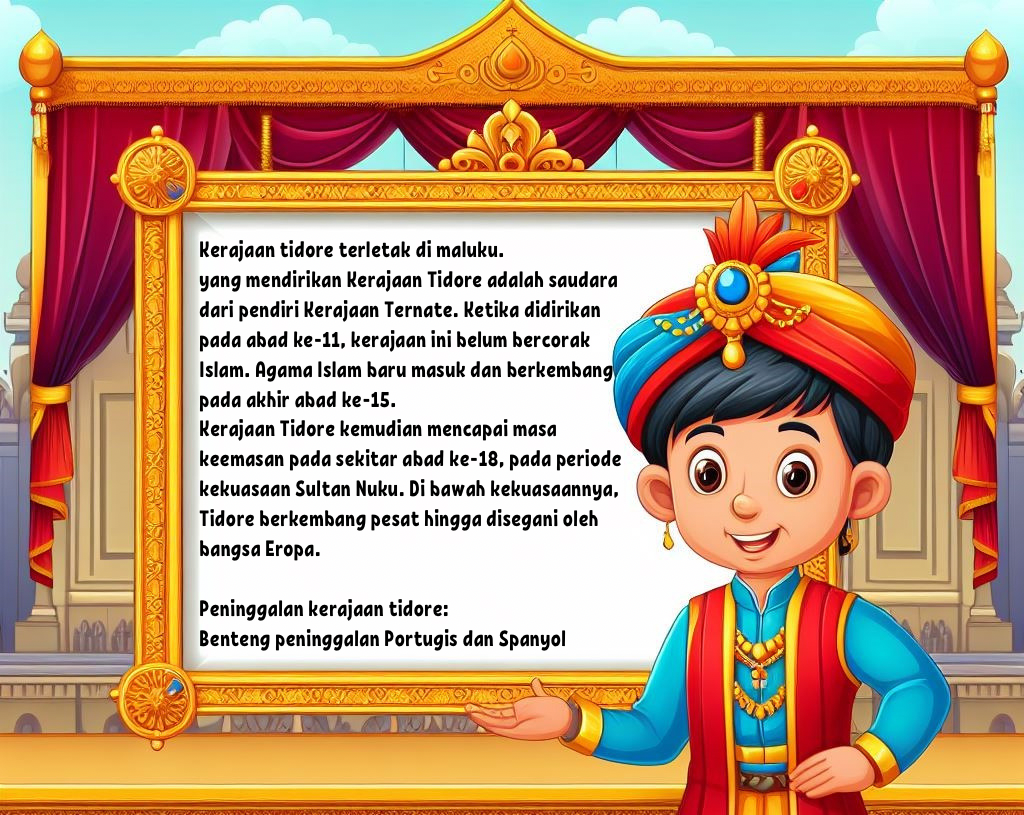 Kerajaan tidore terletak di maluku.
yang mendirikan Kerajaan Tidore adalah saudara
dari pendiri Kerajaan Ternate. Ketika didirikan
pada abad ke-11, kerajaan ini belum bercorak
Islam. Agama Islam baru masuk dan berkembang
pada akhir abad ke-15.
Kerajaan Tidore kemudian mencapai masa
keemasan pada sekitar abad ke-18, pada periode
kekuasaan Sultan Nuku. Di bawah kekuasaannya,
Tidore berkembang pesat hingga disegani oleh
bangsa Eropa.
Peninggalan kerajaan tidore:
Benteng peninggalan Portugis dan Spanyol